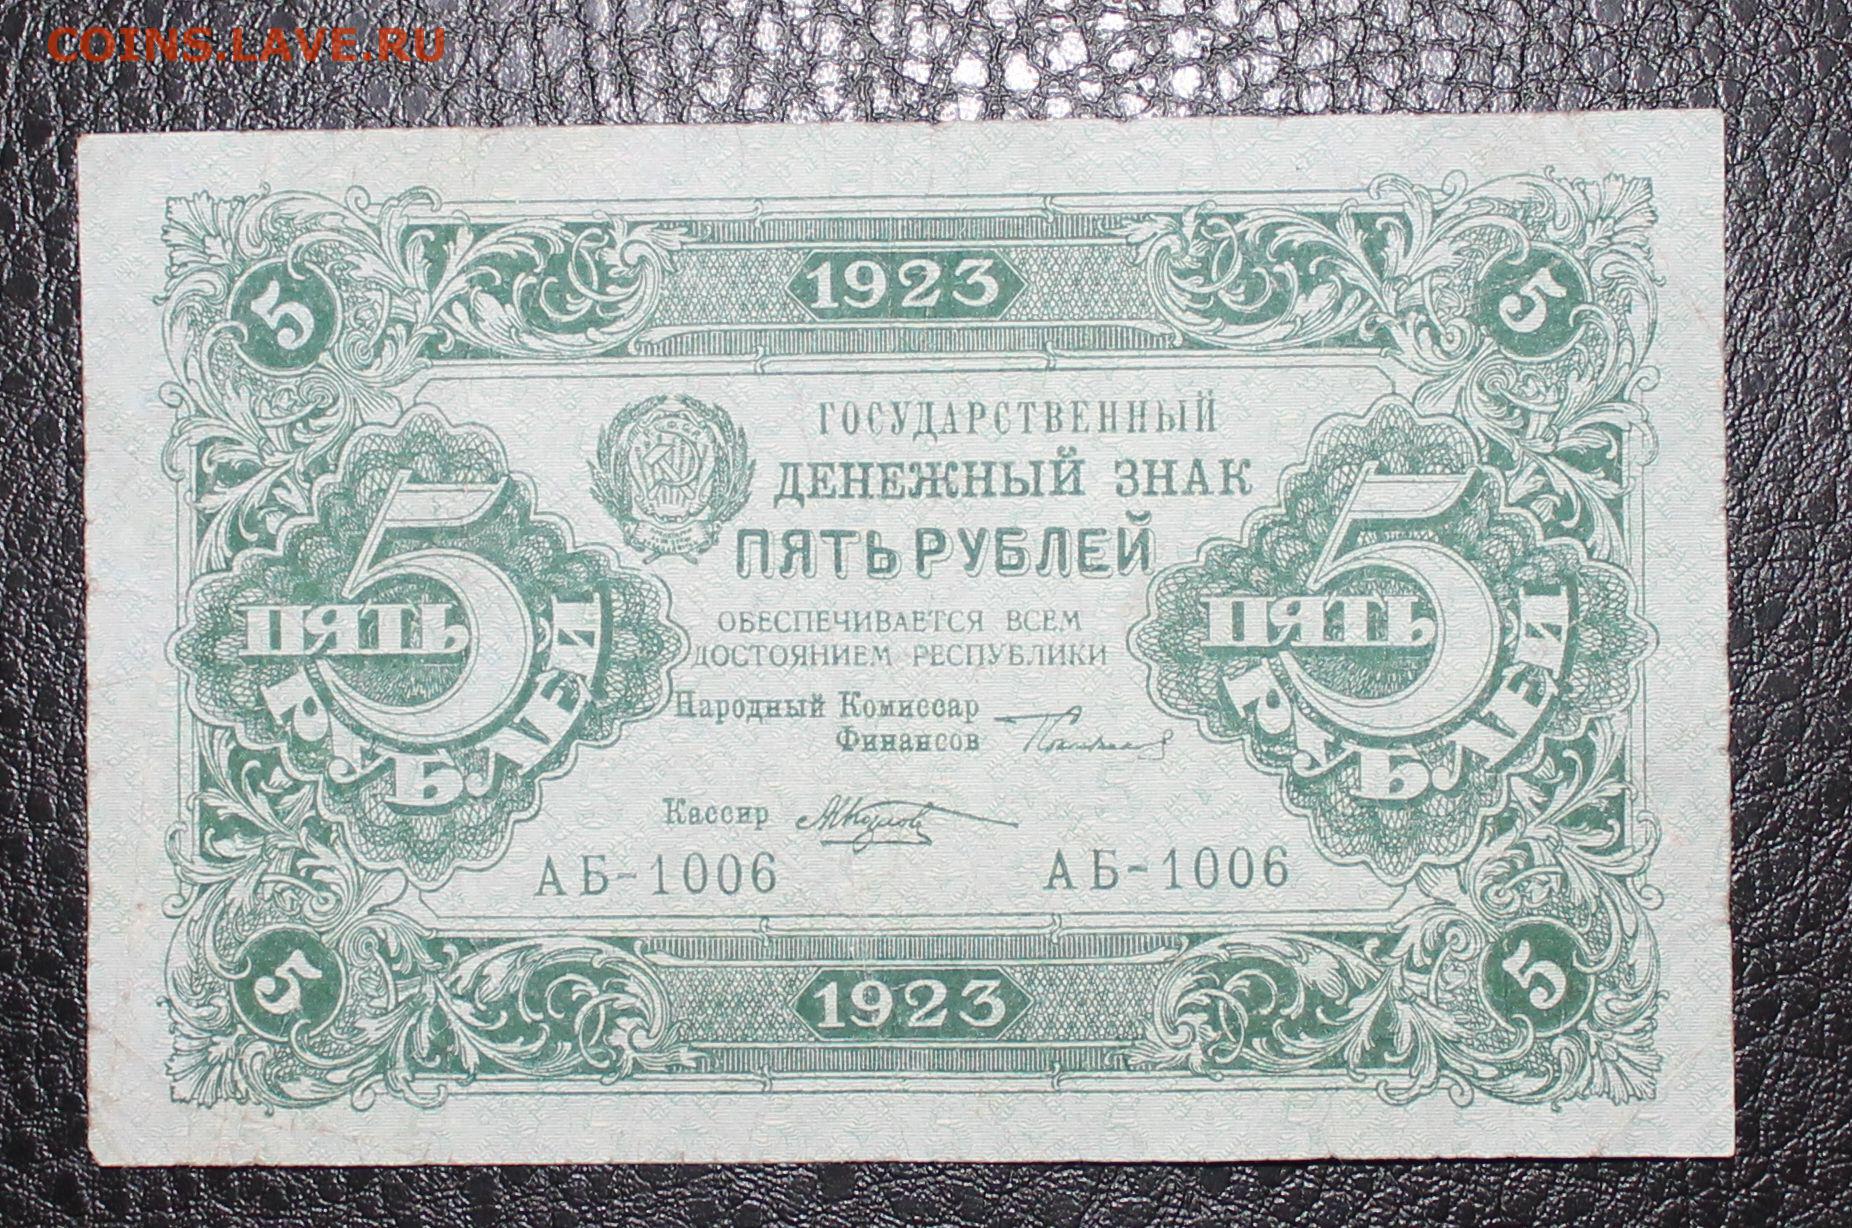 COINS.LAVE.RU
1923
5 5
ГОСУДАРСТВЕННЫЙ
ДЕНЕЖНЫЙ ЗНАК
ПЯТЬ РУБЛЕЙ
5 ПЯТЬ РУБЛЕЙ
5 ПЯТЬ РУБЛЕЙ
ОБЕСПЕЧИВАЕТСЯ ВСЕМ
ДОСТОЯНИЕМ РЕСПУБЛИКИ
Народный Комиссар
Финансов
Кассир
АБ-1006 АБ-1006
5 5
1923